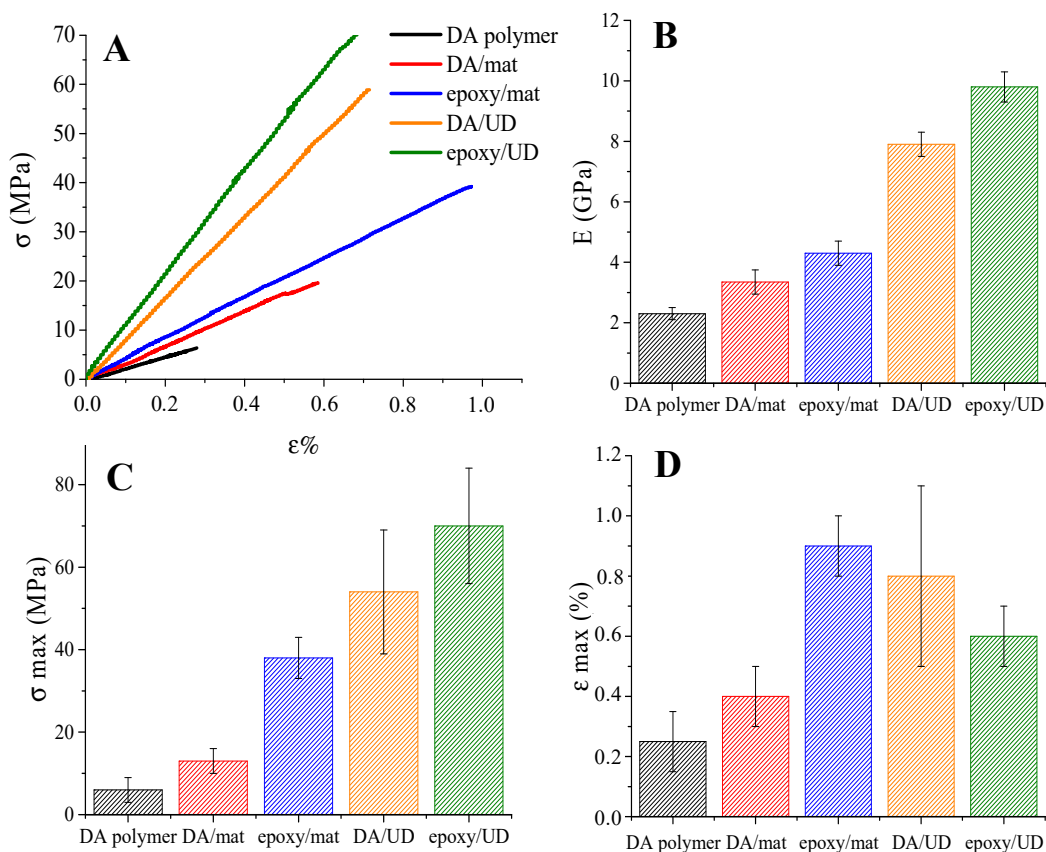 A
70
60
50
40
30
20
10
0
σ (MPa)
0.0 0.2 0.4 0.6 0.8 1.0
ε%
DA polymer
DA/mat
epoxy/mat
DA/UD
epoxy/UD
B
12
10
8
6
4
2
0
E (GPa)
DA polymer DA/mat epoxy/mat DA/UD epoxy/UD
C
80
60
40
20
0
σ max (MPa)
DA polymer DA/mat epoxy/mat DA/UD epoxy/UD
D
1.2
1.0
0.8
0.6
0.4
0.2
0.0
ε max (%)
DA polymer DA/mat epoxy/mat DA/UD epoxy/UD